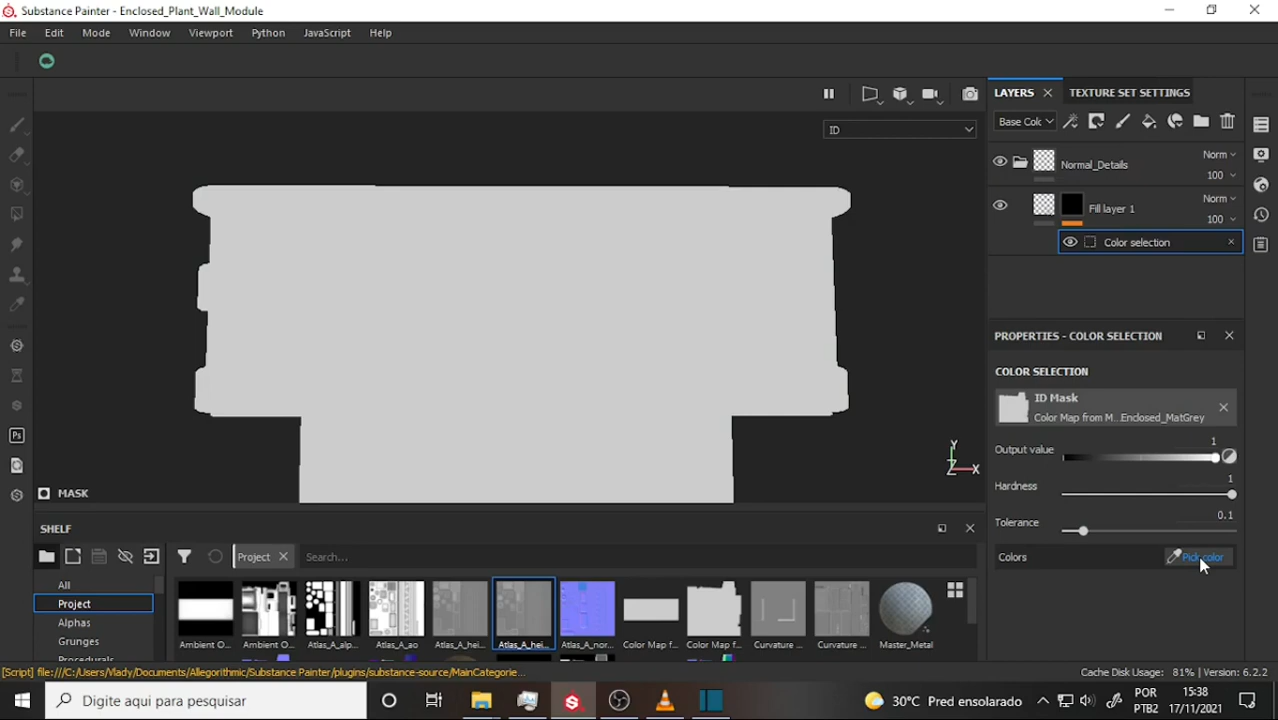 Substance Painter - Enclosed_Plant_Wall_Module
File Edit Mode Window Viewport Python JavaScript Help
LAYERS TEXTURE SET SETTINGS
Base Col
ID
Normal_Details
Norm
100
Fill layer 1
Norm
100
Color selection
PROPERTIES - COLOR SELECTION
COLOR SELECTION
ID Mask
Color Map from M...Enclosed_MatGrey
Output value 1
Hardness 1
Tolerance 0.1
Colors Pick color
Y
Z X
MASK
SHELF
Project Search...
All
Project
Alphas
Grunges
Procedurals
Ambient O... Ambient O... Atlas_A_alp... Atlas_A_ao Atlas_A_hei... Atlas_A_hei... Atlas_A_nor... Color Map f... Color Map f... Curvature ... Curvature ... Master_Metal
[Script] file:///C:/Users/Vlady/Documents/Allegorithmic/Substance Painter/plugins/substance-source/MainCategorie...
Cache Disk Usage: 81% | Version: 6.2.2
Ps
Digite aqui para pesquisar
30°C Pred ensolarado
POR
PTB2
15:38
17/11/2021